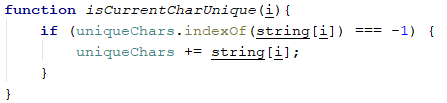 function isCurrentCharUnique(i){
    if (uniqueChars.indexOf(string[i]) === -1) {
        uniqueChars += string[i];
    }
}